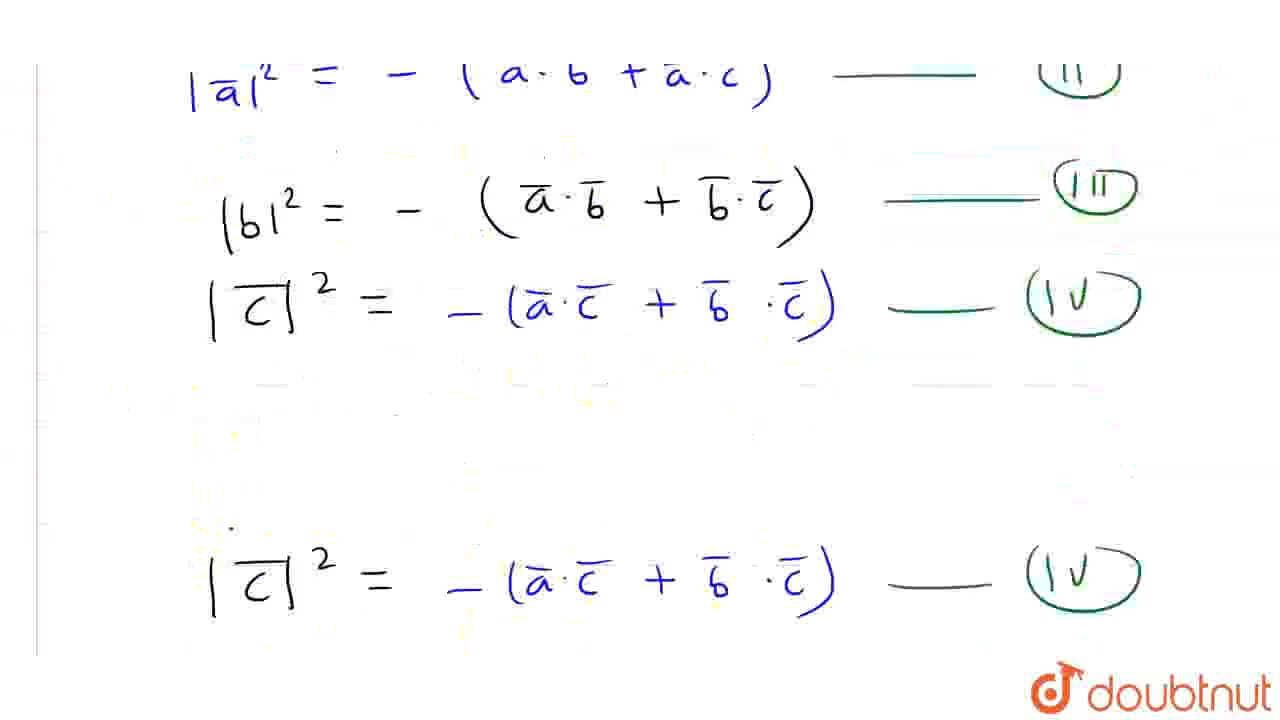 |a̅|² = - (a · b + a̅ · c) —— II
|b|² = - (a̅ · b̅ + b̅ · c̅) —— III
|c̅|² = - (a̅ · c̅ + b̅ · c̅) —— IV
|c̅|² = - (a̅ · c̅ + b̅ · c̅) —— IV
doubtnut